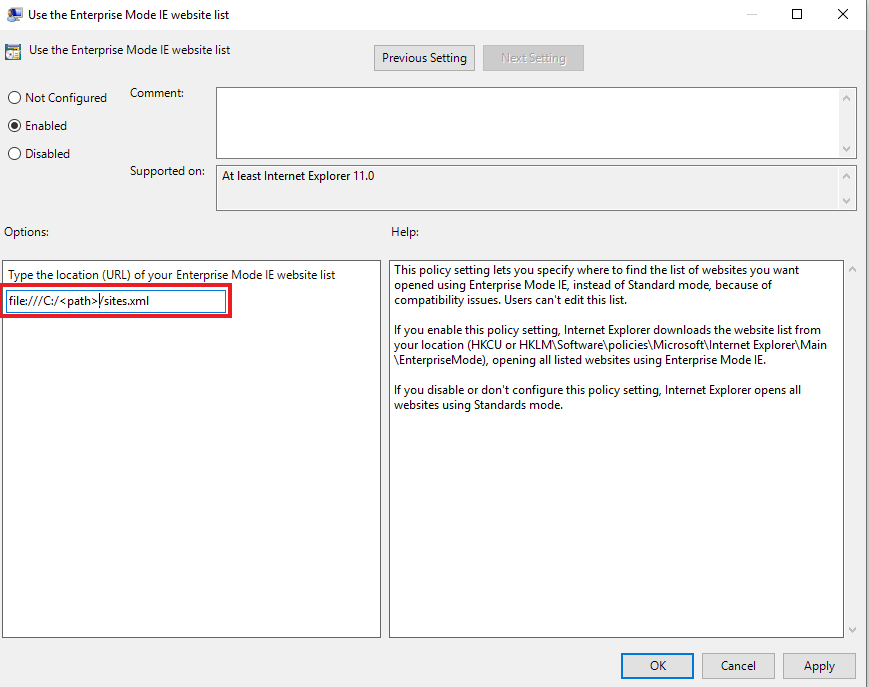 Use the Enterprise Mode IE website list
Use the Enterprise Mode IE website list
Previous Setting
Next Setting
Not Configured
Enabled
Disabled
Comment:
Supported on:
At least Internet Explorer 11.0
Options:
Help:
Type the location (URL) of your Enterprise Mode IE website list
file:///C:/<path>/sites.xml
This policy setting lets you specify where to find the list of websites you want
opened using Enterprise Mode IE, instead of Standard mode, because of
compatibility issues. Users can't edit this list.
If you enable this policy setting, Internet Explorer downloads the website list from
your location (HKCU or HKLM\Software\policies\Microsoft\Internet Explorer\Main
\EnterpriseMode), opening all listed websites using Enterprise Mode IE.
If you disable or don't configure this policy setting, Internet Explorer opens all
websites using Standards mode.
OK
Cancel
Apply